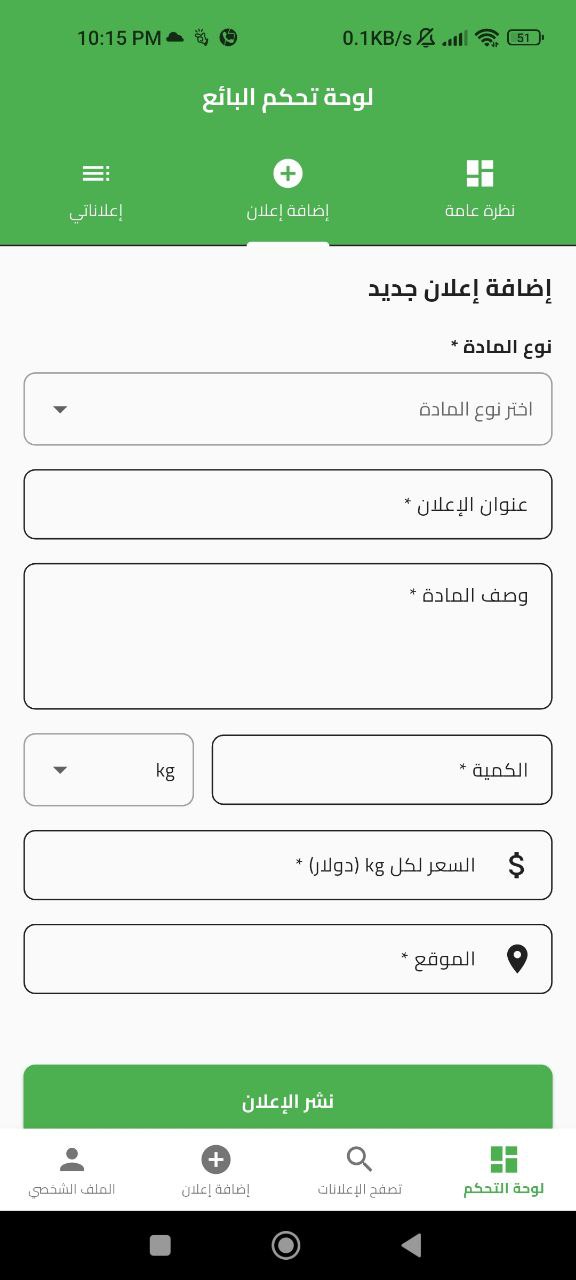 10:15 PM 0.1KB/s 51
لوحة تحكم البائع
نظرة عامة
إضافة إعلان
إعلاناتي
إضافة إعلان جديد
نوع المادة *
اختر نوع المادة
عنوان الإعلان *
وصف المادة *
الكمية *
kg
السعر لكل kg (دولار) *
الموقع *
نشر الإعلان
لوحة التحكم
تصفح الإعلانات
إضافة إعلان
الملف الشخصي